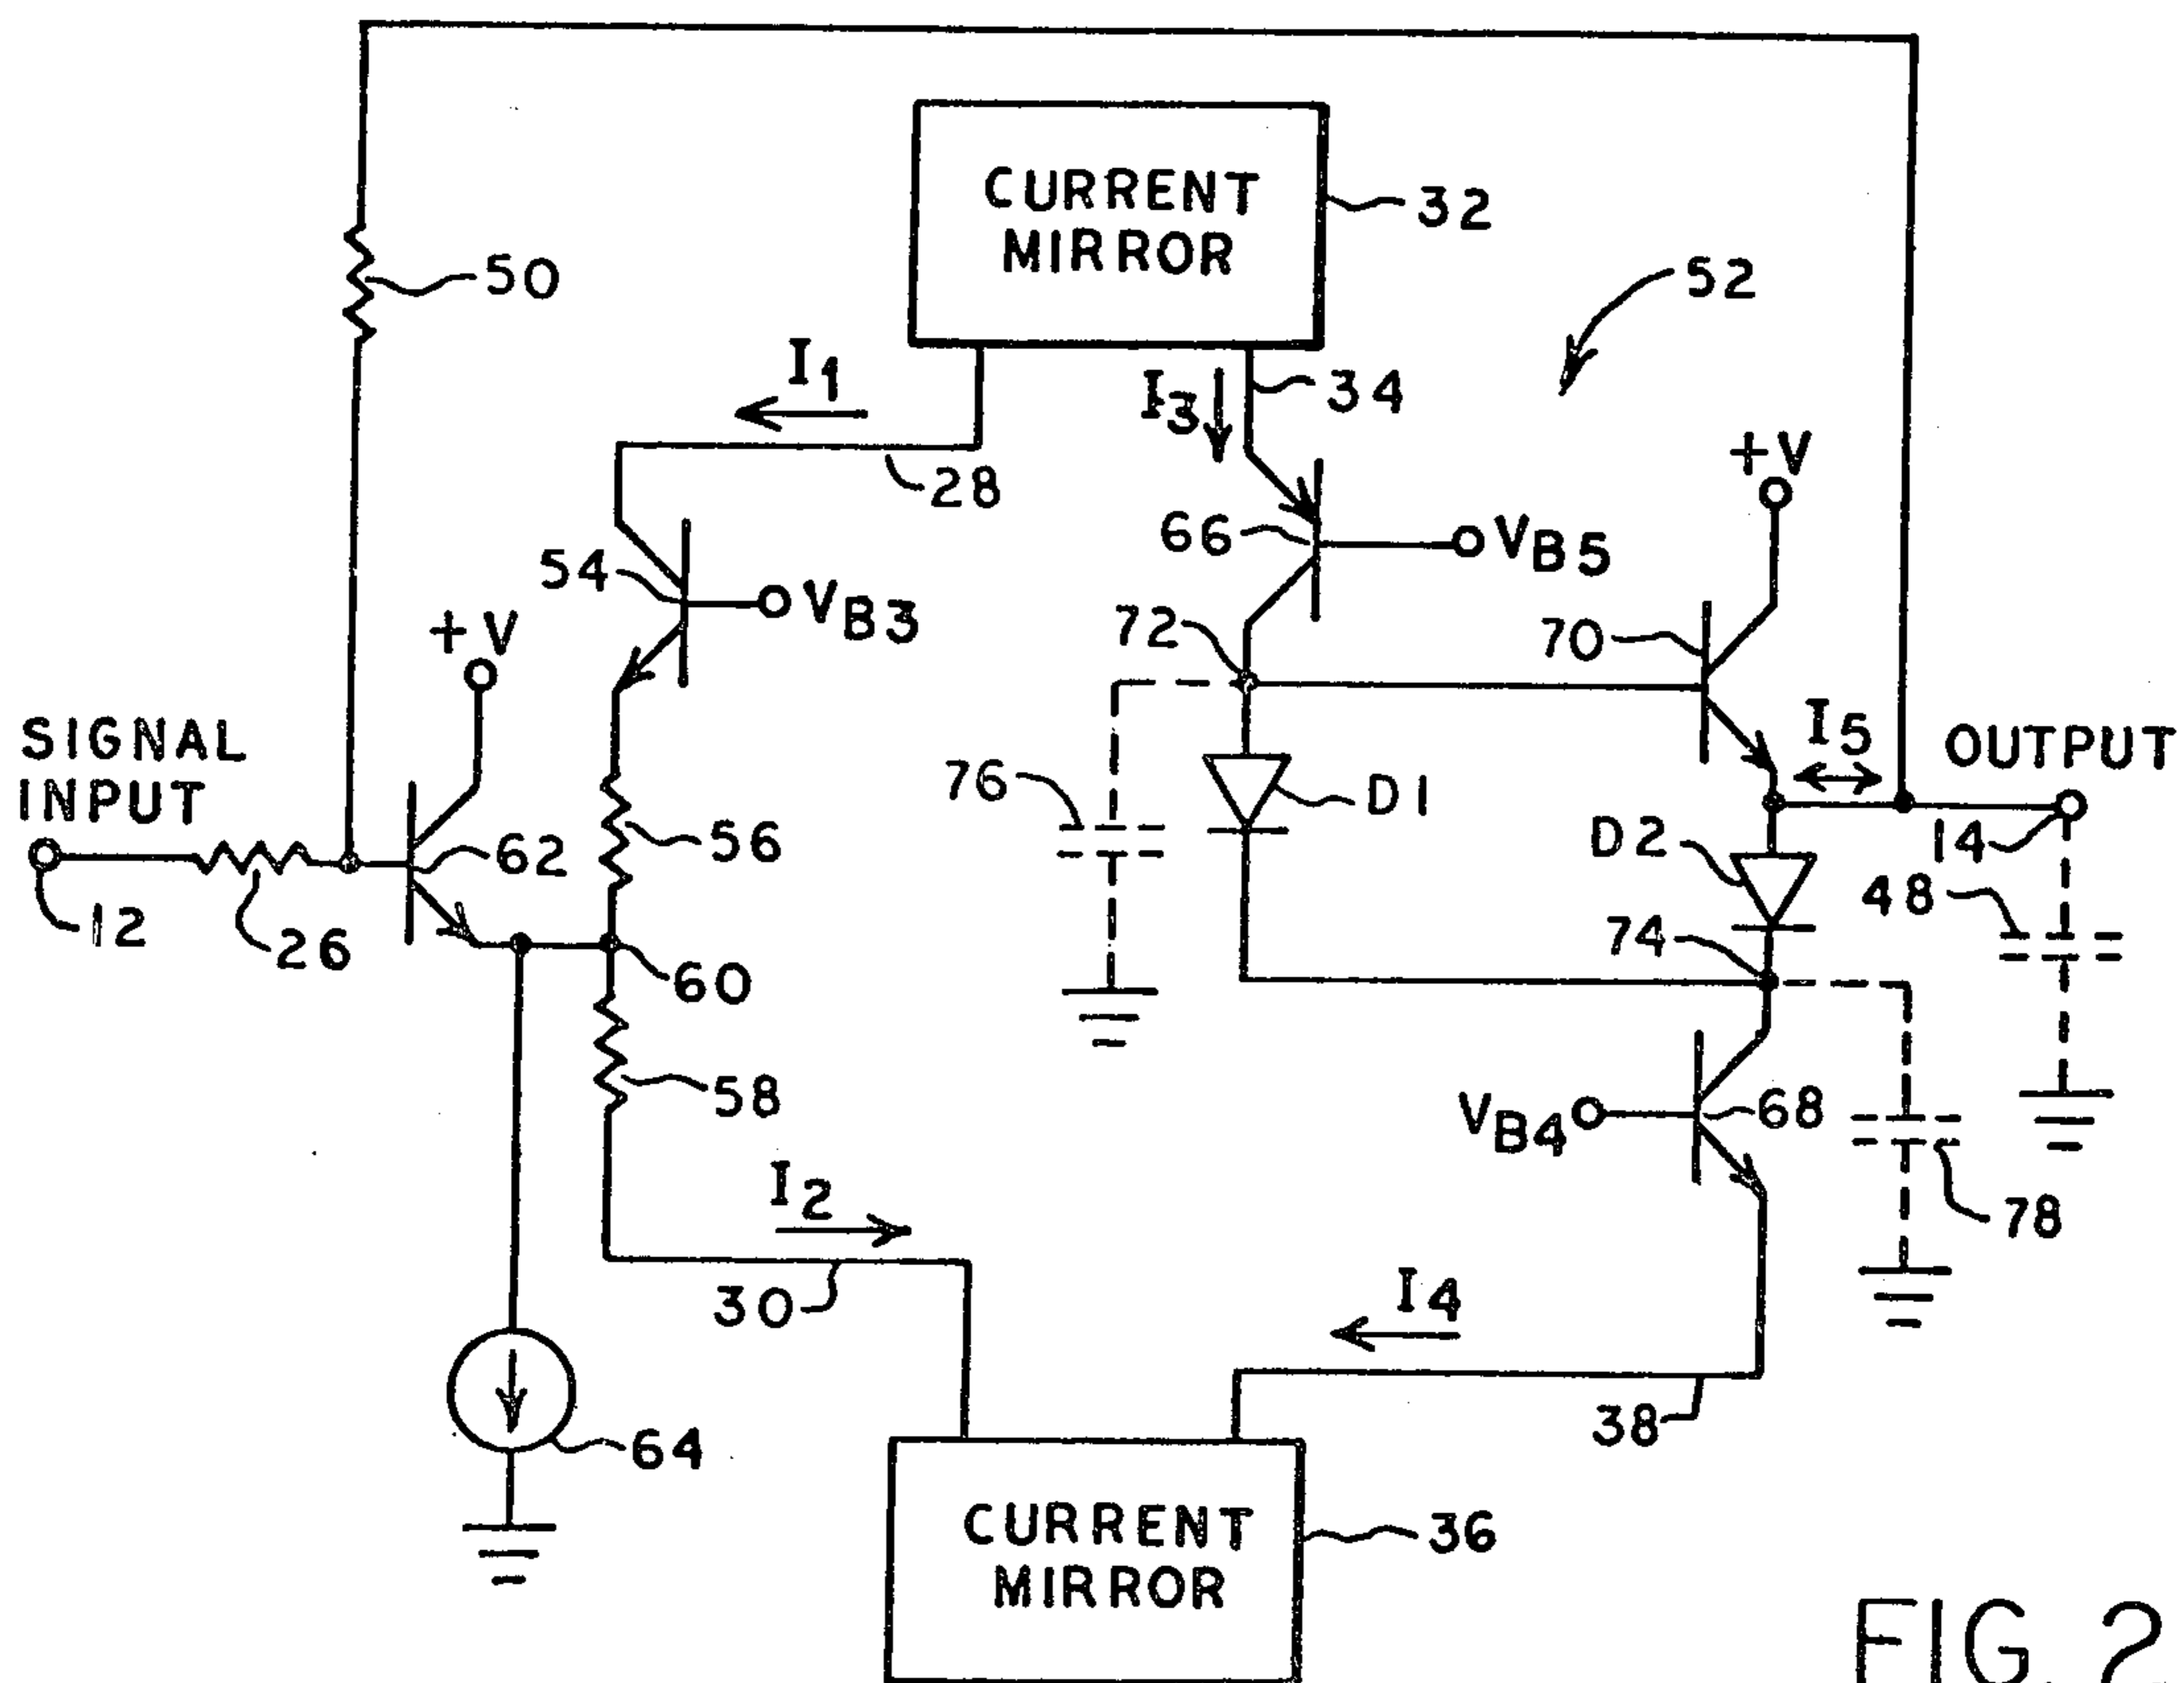 CURRENT
MIRROR
32
50
52
I1
I3
34
28
+V
54
VB3
66
VB5
+V
72
70
SIGNAL
INPUT
I5
OUTPUT
76
D1
56
62
D2
14
12
26
48
60
74
58
VB4
68
I2
78
30
I4
38
64
CURRENT
MIRROR
36
FIG. 2